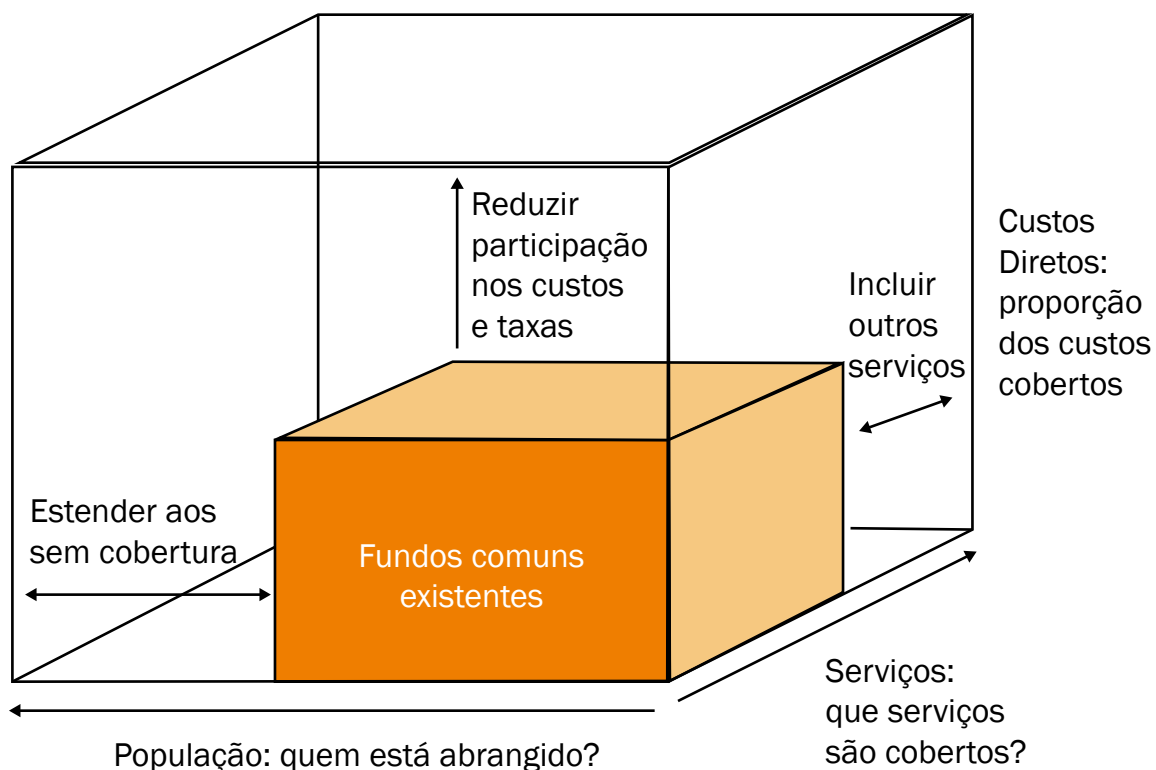 Reduzir
participação
nos custos
e taxas
Incluir
outros
serviços
Custos
Diretos:
proporção
dos custos
cobertos
Estender aos
sem cobertura
Fundos comuns
existentes
Serviços:
que serviços
são cobertos?
População: quem está abrangido?